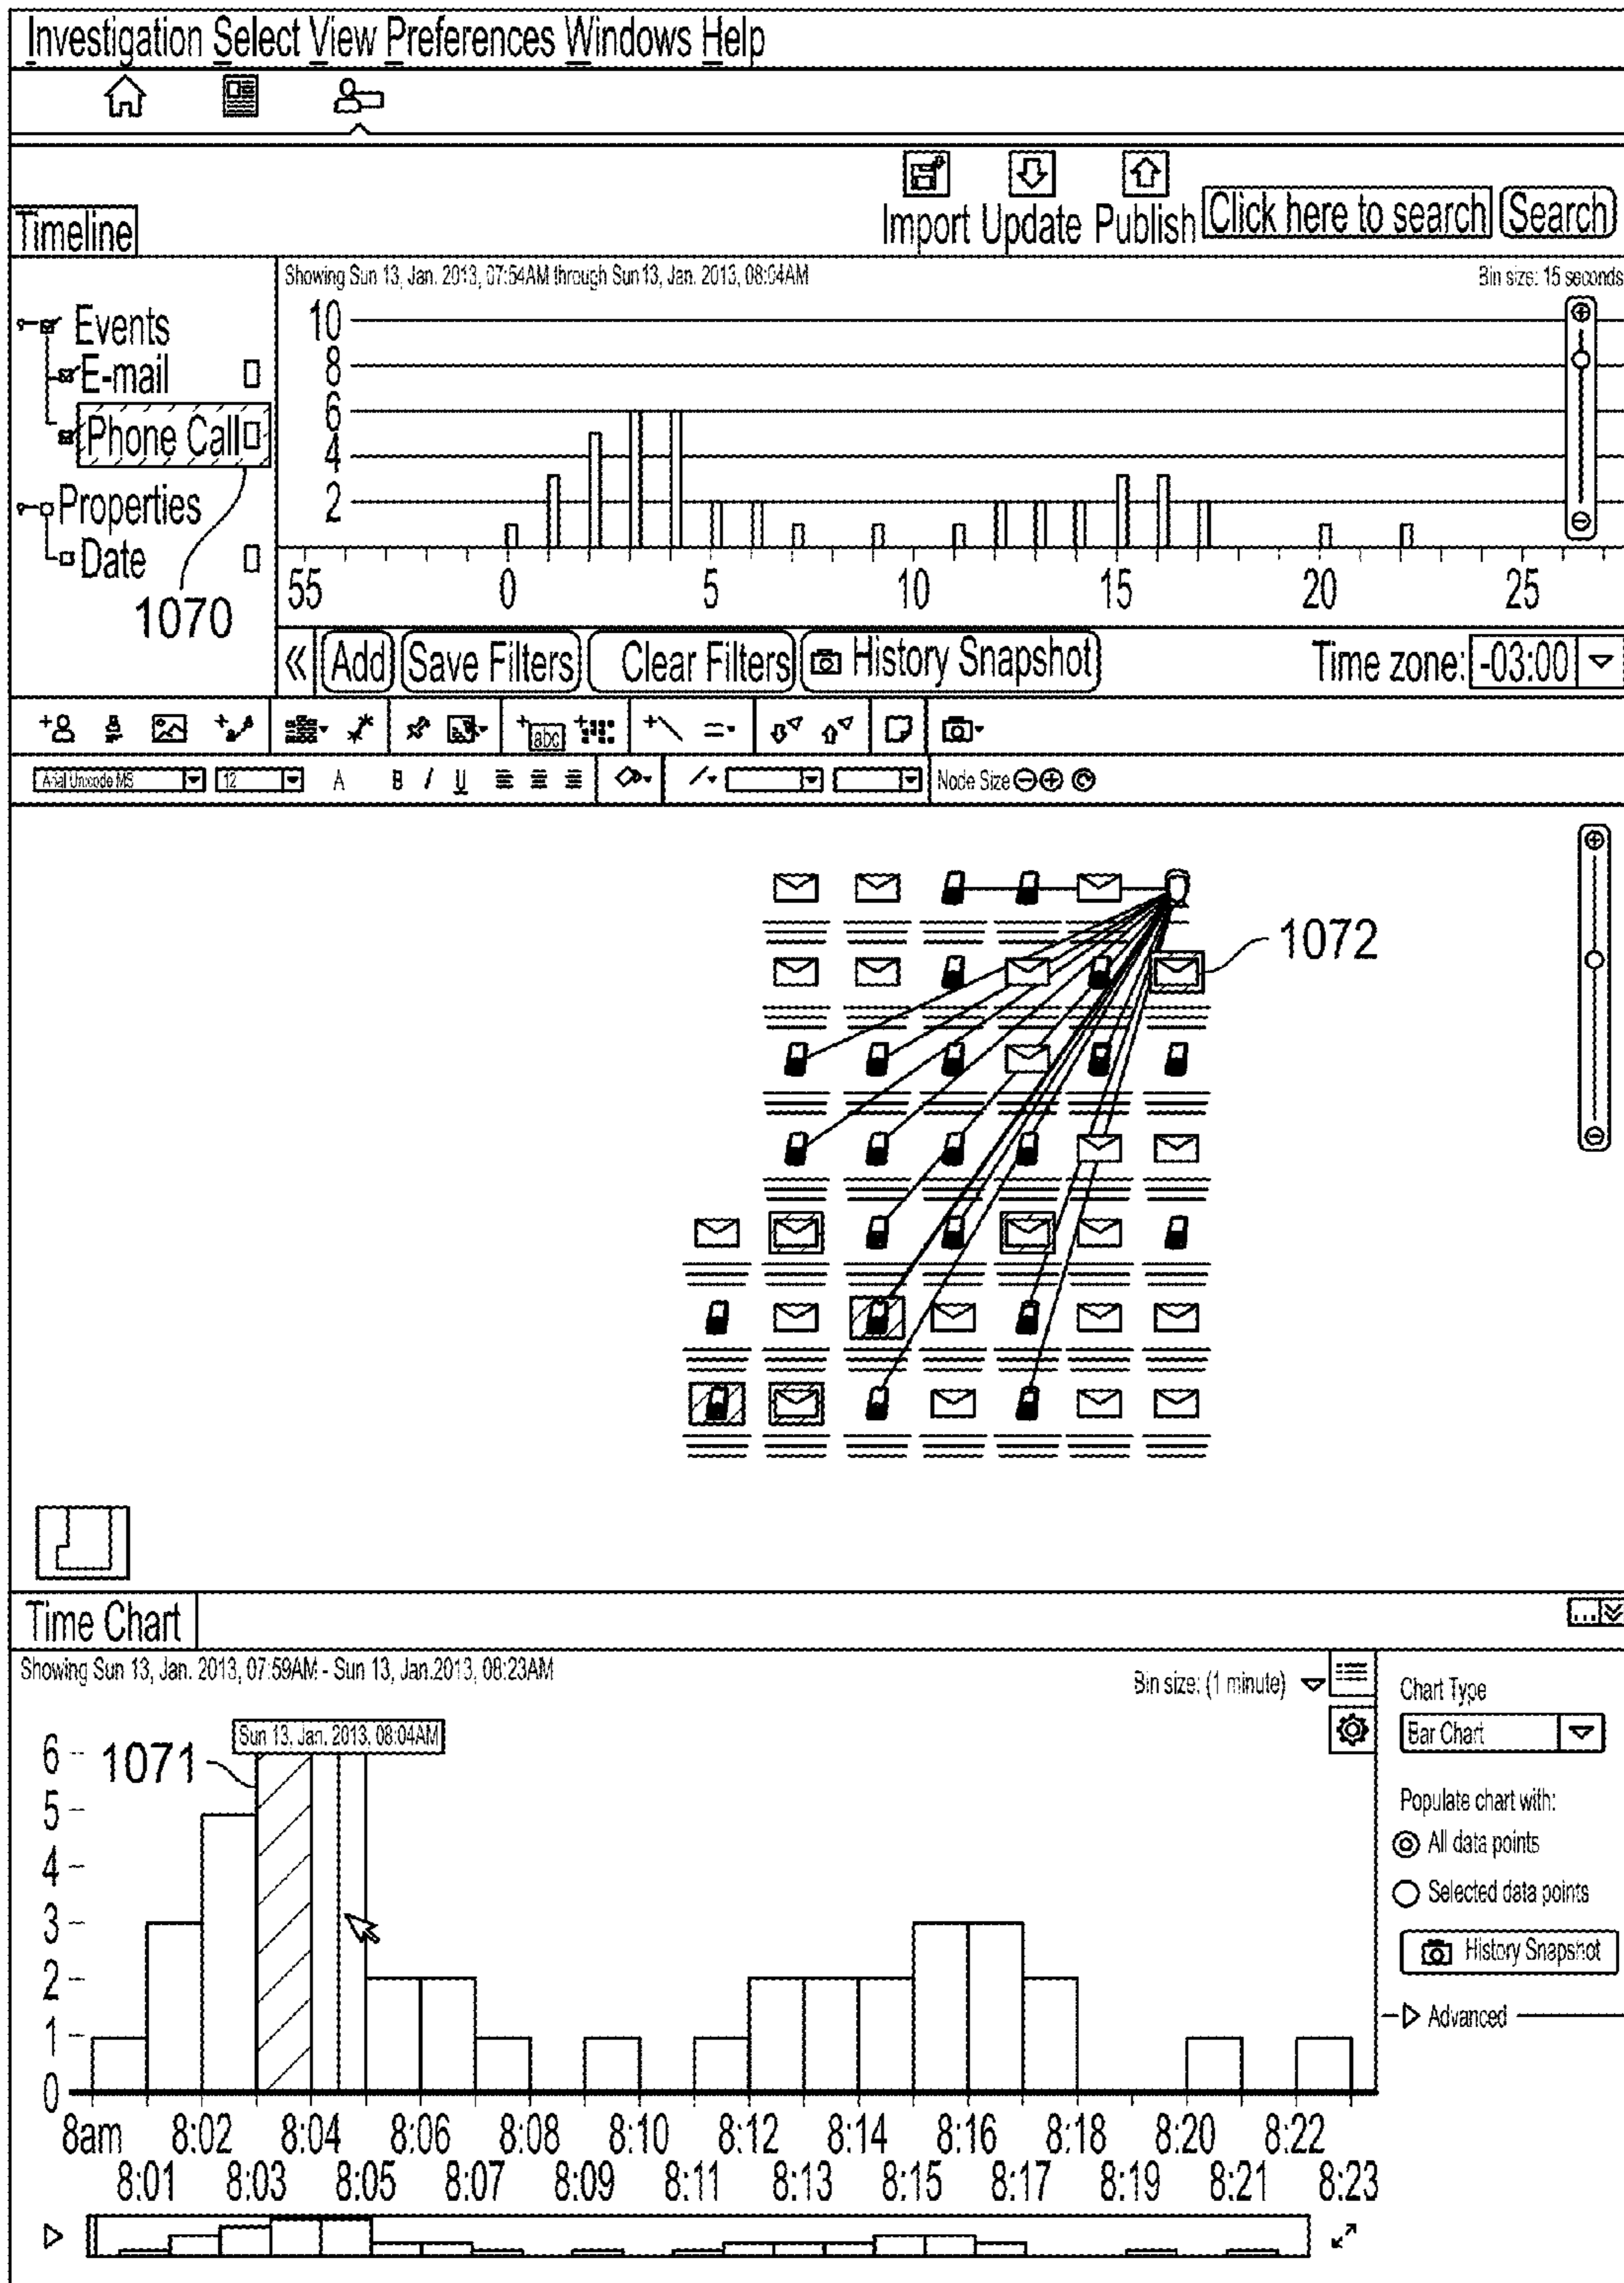 Investigation Select View Preferences Windows Help
Import Update Publish Click here to search Search
Timeline
Showing Sun 13, Jan. 2013, 07:54AM through Sun 13, Jan. 2013, 08:04AM Bin size: 15 seconds
Events
E-mail
Phone Call
Properties
Date
1070
10
8
6
4
2
55 0 5 10 15 20 25
« Add Save Filters Clear Filters History Snapshot Time zone: -03:00
abc
Arial Unicode MS 12 A B I U Node Size
1072
Time Chart
...
Showing Sun 13, Jan. 2013, 07:59AM - Sun 13, Jan.2013, 08:23AM Bin size: (1 minute)
Sun 13, Jan. 2013, 08:04AM
1071
6
5
4
3
2
1
0
8am 8:02 8:04 8:06 8:08 8:10 8:12 8:14 8:16 8:18 8:20 8:22
8:01 8:03 8:05 8:07 8:09 8:11 8:13 8:15 8:17 8:19 8:21 8:23
Chart Type
Bar Chart
Populate chart with:
All data points
Selected data points
History Snapshot
Advanced